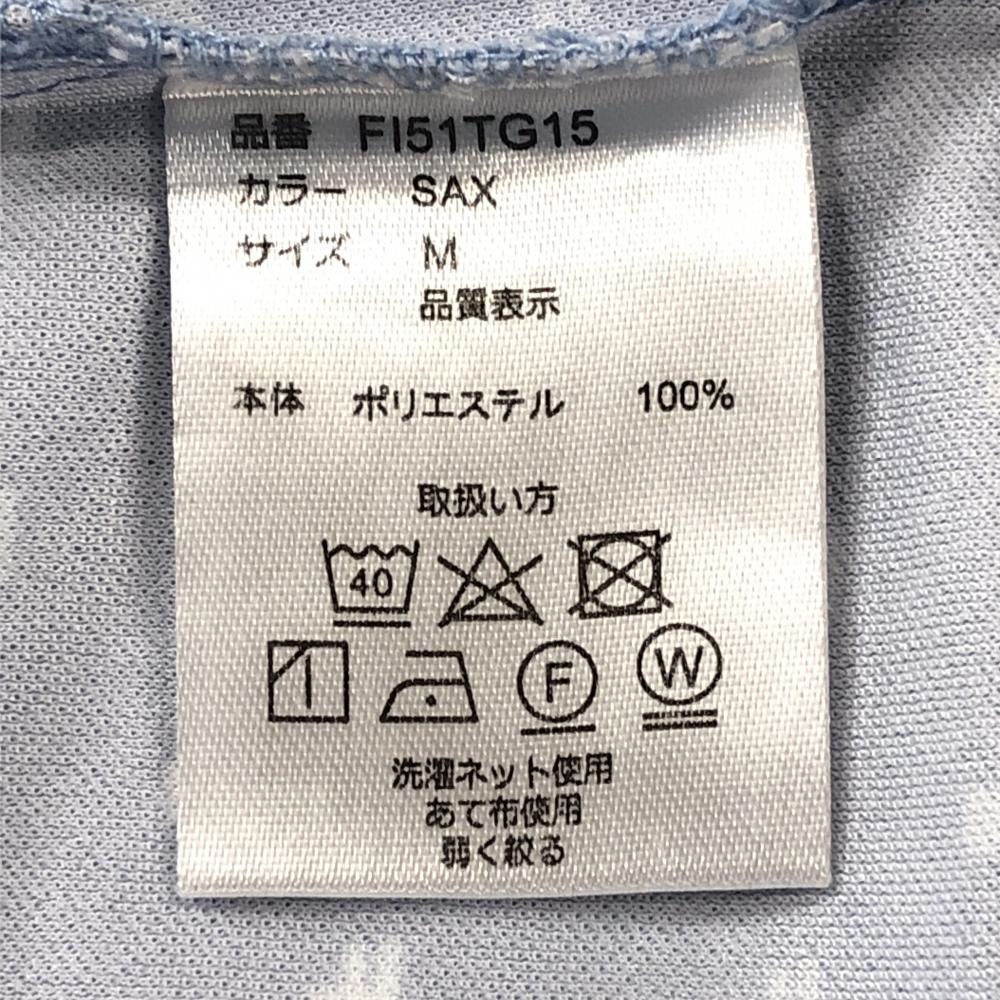 品番 FI51TG15
カラー SAX
サイズ M
品質表示
本体 ポリエステル 100%
取扱い方
40
F W
洗濯ネット使用
あて布使用
弱く絞る